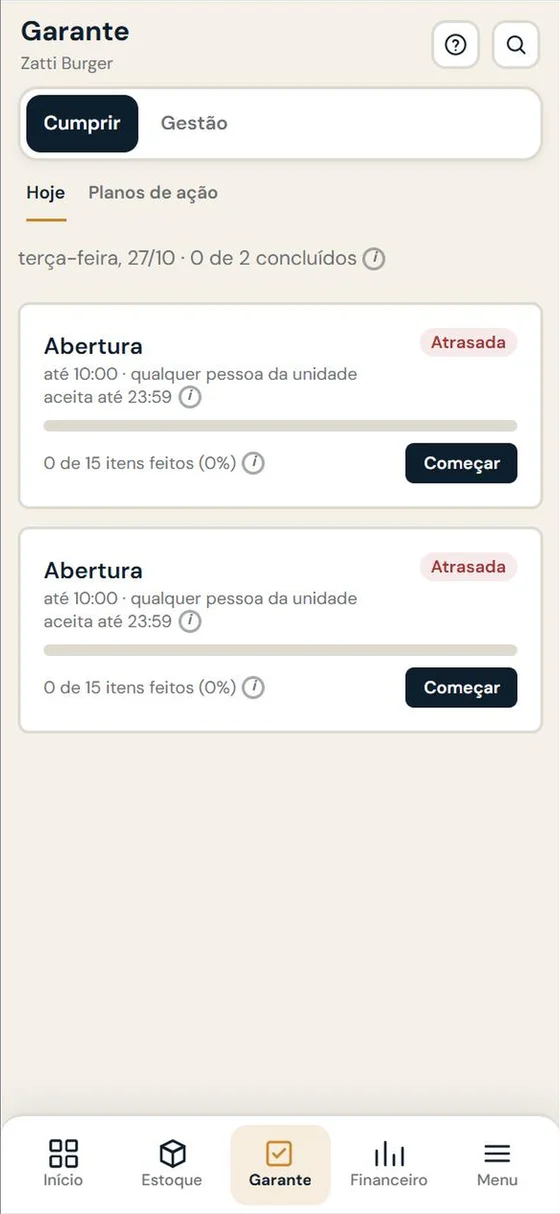 Garante
Zatti Burger
Cumprir
Gestão
Hoje
Planos de ação
terça-feira, 27/10 · 0 de 2 concluídos i
Abertura
Atrasada
até 10:00 · qualquer pessoa da unidade
aceita até 23:59 i
0 de 15 itens feitos (0%) i
Começar
Abertura
Atrasada
até 10:00 · qualquer pessoa da unidade
aceita até 23:59 i
0 de 15 itens feitos (0%) i
Começar
Início
Estoque
Garante
Financeiro
Menu